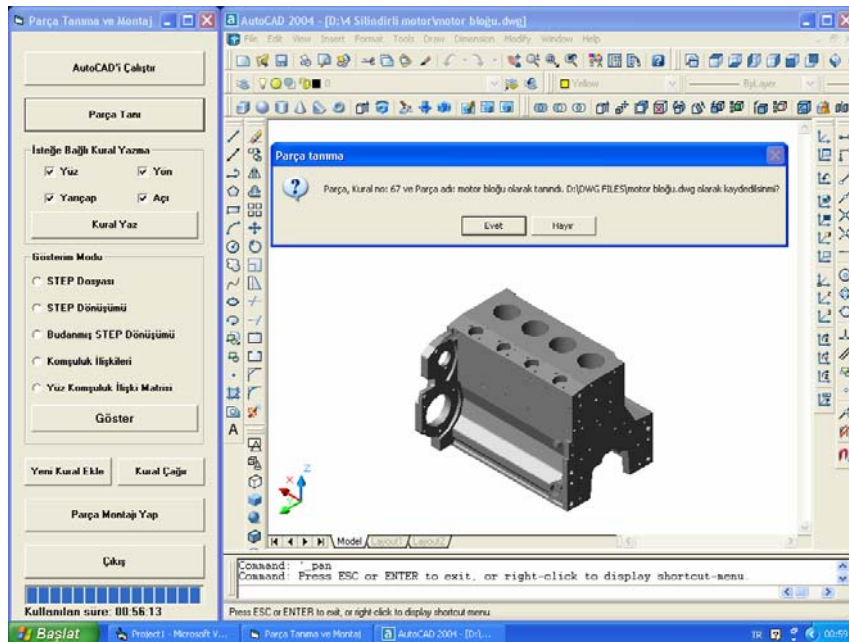 Parça Tanıma ve Montaj
AutoCAD'i Çalıştır
Parça Tanı
İsteğe Bağlı Kural Yazma
Yüz
Yön
Yarıçap
Açı
Kural Yaz
Gösterim Modu
STEP Dosyası
STEP Dönüşümü
Budanmış STEP Dönüşümü
Komşuluk İlişkileri
Yüz Komşuluk İlişki Matrisi
Göster
Yeni Kural Ekle
Kural Çağır
Parça Montajı Yap
Çıkış
Kullanılan süre: 00:56:13
AutoCAD 2004 - [D:\4 Silindirli motor\motor bloğu.dwg]
File Edit View Insert Format Tools Draw Dimension Modify Window Help
0
Yellow
ByLayer
Parça tanıma
Parça, Kural no: 67 ve Parça adı: motor bloğu olarak tanındı. D:\DWG FILES\motor bloğu.dwg olarak kaydedilsinmi?
Evet
Hayır
X
Z
Y
Model
Layout1
Layout2
Command: '_pan
Command: Press ESC or ENTER to exit, or right-click to display shortcut-menu.
Press ESC or ENTER to exit, or right-click to display shortcut menu.
Başlat
Project1 - Microsoft V...
Parça Tanıma ve Montaj
AutoCAD 2004 - [D:\...
TR
00:59